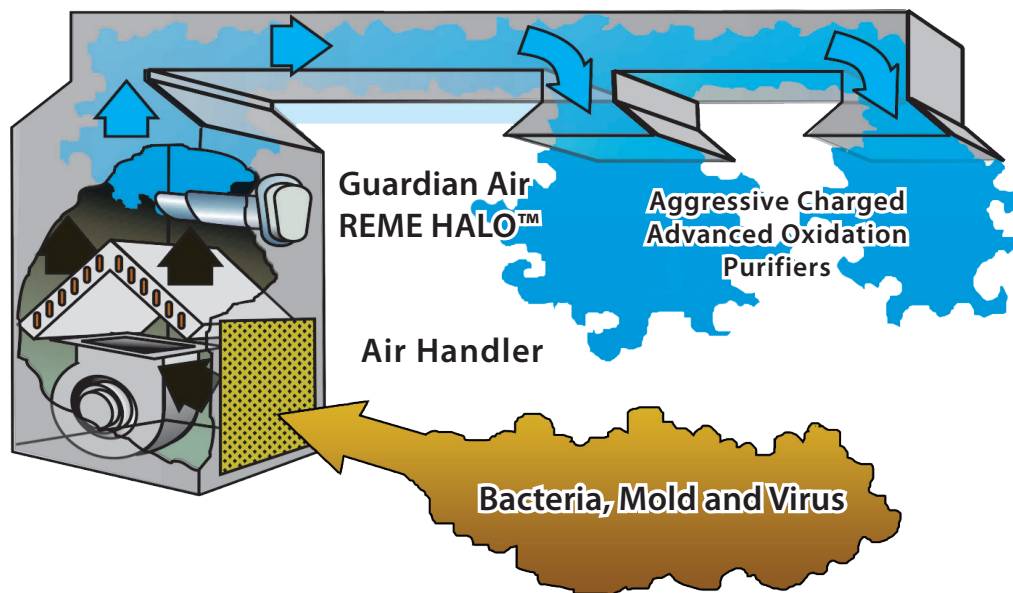 Guardian Air
REME HALO™
Aggressive Charged
Advanced Oxidation
Purifiers
Air Handler
Bacteria, Mold and Virus